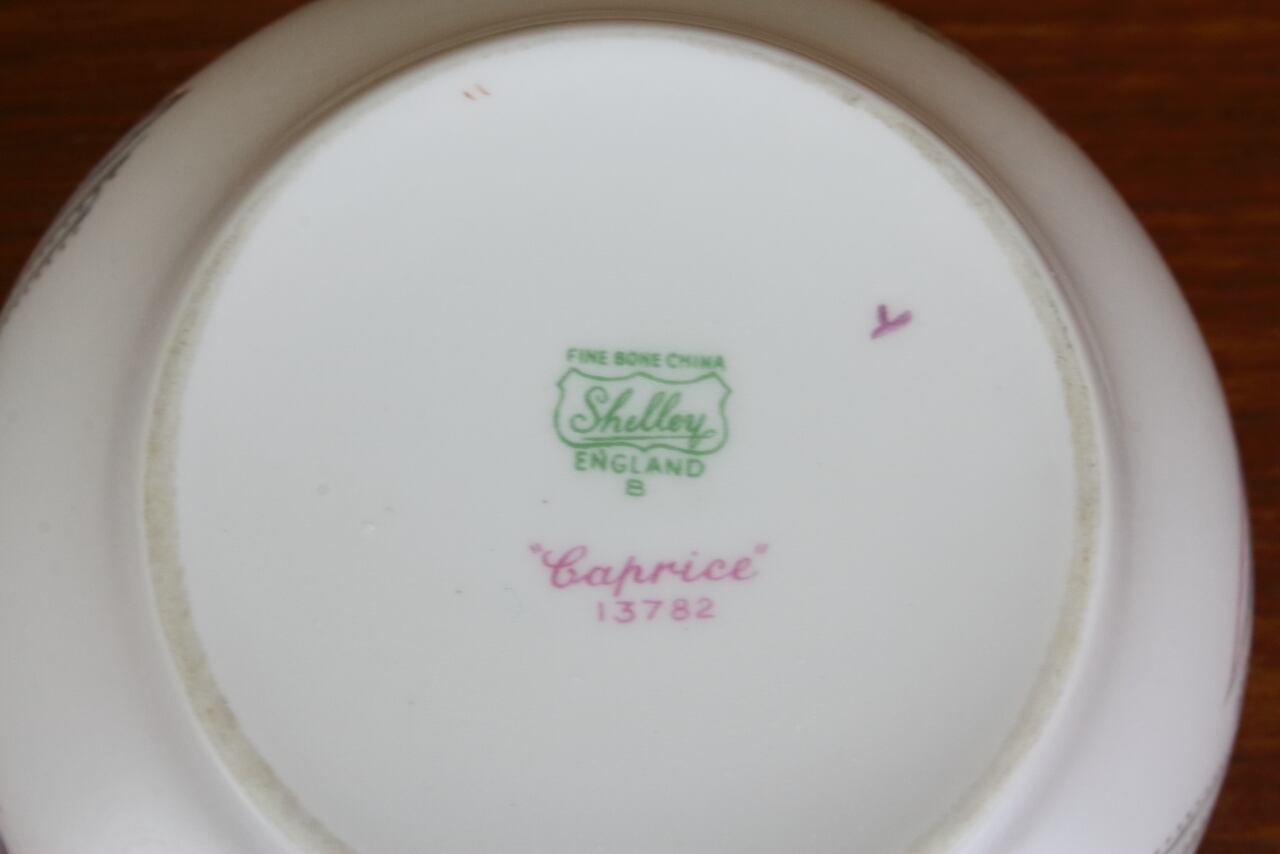 FINE BONE CHINA
Shelley
ENGLAND
B
"Caprice"
13782